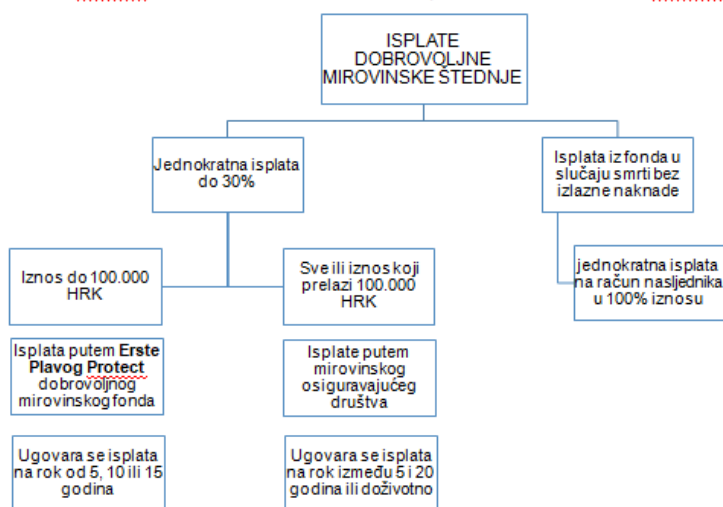 ISPLATE
DOBROVOLJNE
MIROVINSKE ŠTEDNJE
Jednokratna isplata
do 30%
Isplata iz fonda u
slučaju smrti bez
izlazne naknade
Iznos do 100.000
HRK
Sve ili iznos koji
prelazi 100.000
HRK
jednokratna isplata
na račun nasljednika
u 100% iznosu
Isplata putem Erste
Plavog Protect
dobrovoljnog
mirovinskog fonda
Isplate putem
mirovinskog
osiguravajućeg
društva
Ugovara se isplata
na rok od 5, 10 ili 15
godina
Ugovara se isplata
na rok između 5 i 20
godina ili doživotno